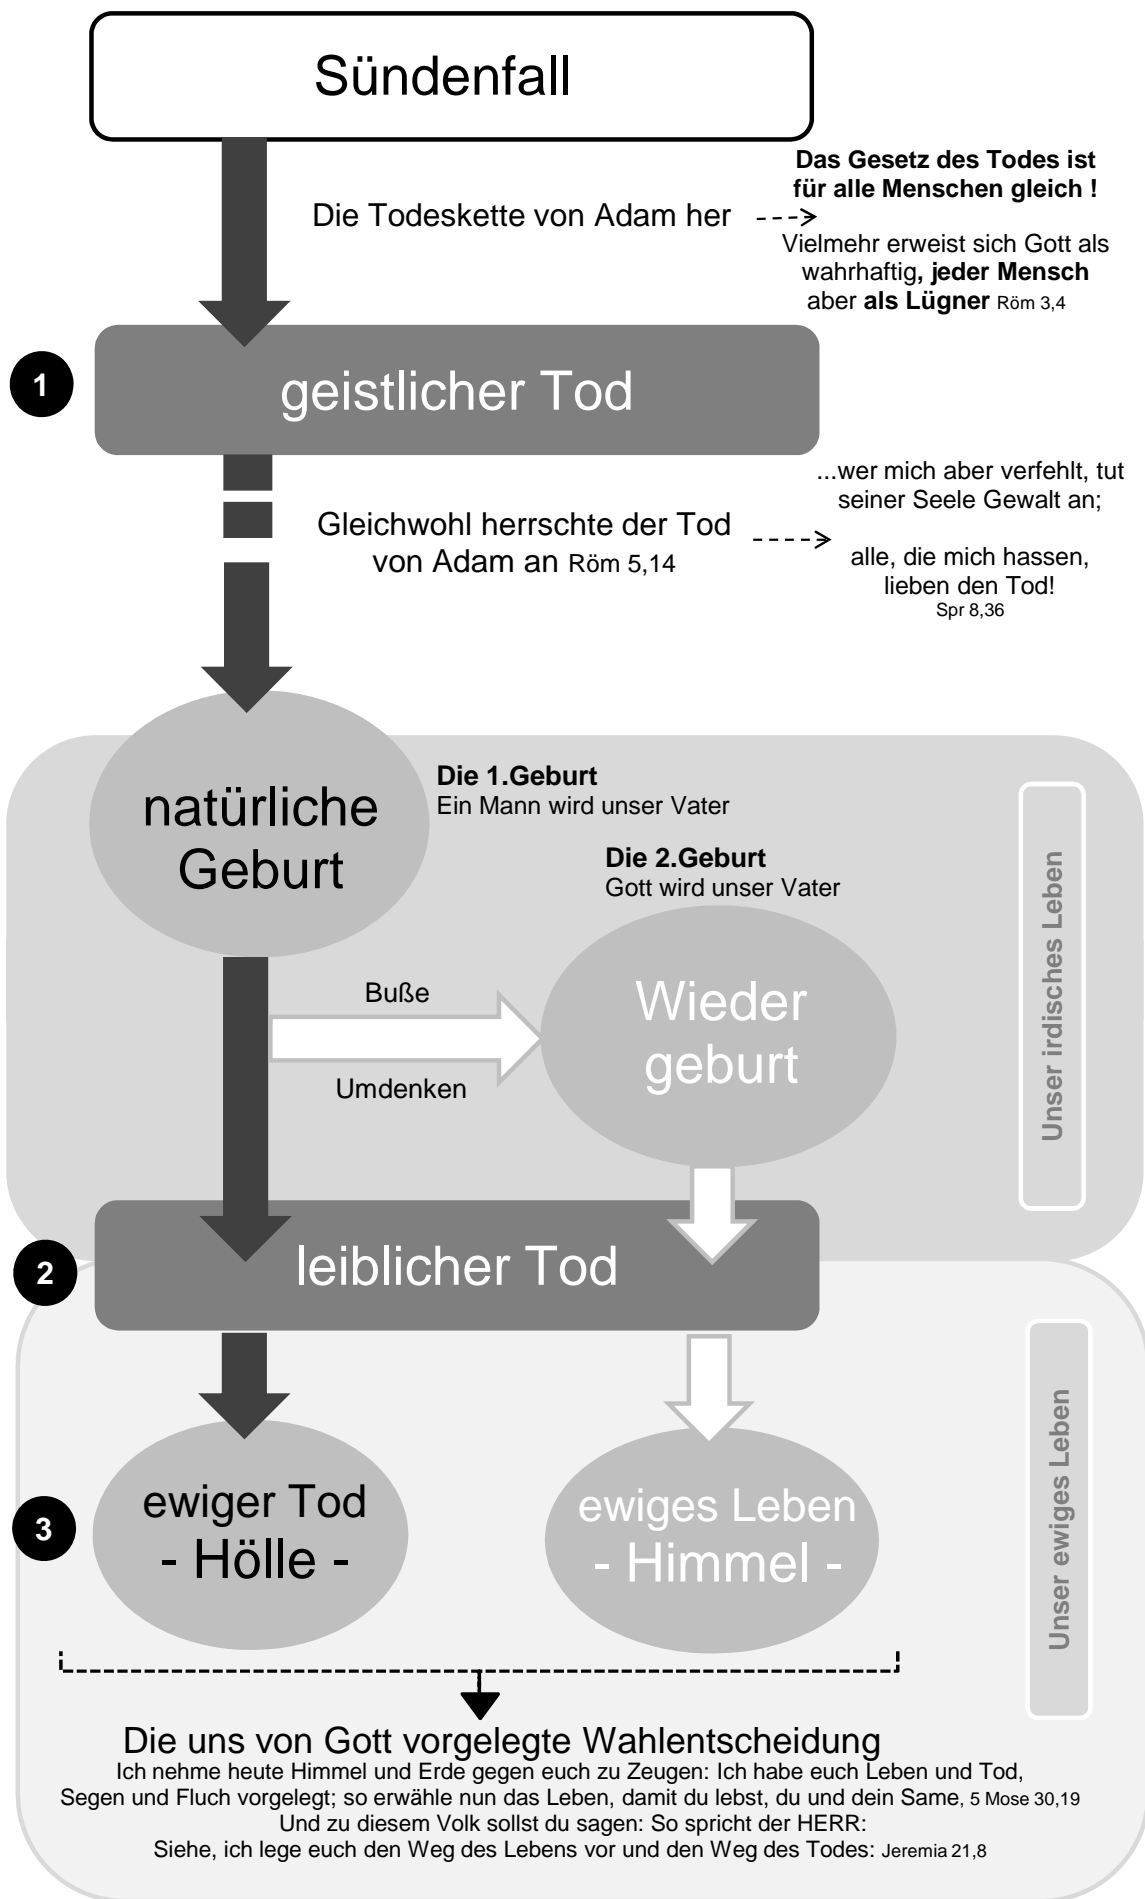 Sündenfall
Das Gesetz des Todes ist
für alle Menschen gleich !
Die Todeskette von Adam her
Vielmehr erweist sich Gott als
wahrhaftig, jeder Mensch
aber als Lügner Röm 3,4
1
geistlicher Tod
...wer mich aber verfehlt, tut
seiner Seele Gewalt an;
Gleichwohl herrschte der Tod
von Adam an Röm 5,14
alle, die mich hassen,
lieben den Tod!
Spr 8,36
natürliche
Geburt
Die 1.Geburt
Ein Mann wird unser Vater
Die 2.Geburt
Gott wird unser Vater
Unser irdisches Leben
Buße
Umdenken
Wieder
geburt
2
leiblicher Tod
3
ewiger Tod
- Hölle -
ewiges Leben
- Himmel -
Unser ewiges Leben
Die uns von Gott vorgelegte Wahlentscheidung
Ich nehme heute Himmel und Erde gegen euch zu Zeugen: Ich habe euch Leben und Tod,
Segen und Fluch vorgelegt; so erwähle nun das Leben, damit du lebst, du und dein Same, 5 Mose 30,19
Und zu diesem Volk sollst du sagen: So spricht der HERR:
Siehe, ich lege euch den Weg des Lebens vor und den Weg des Todes: Jeremia 21,8